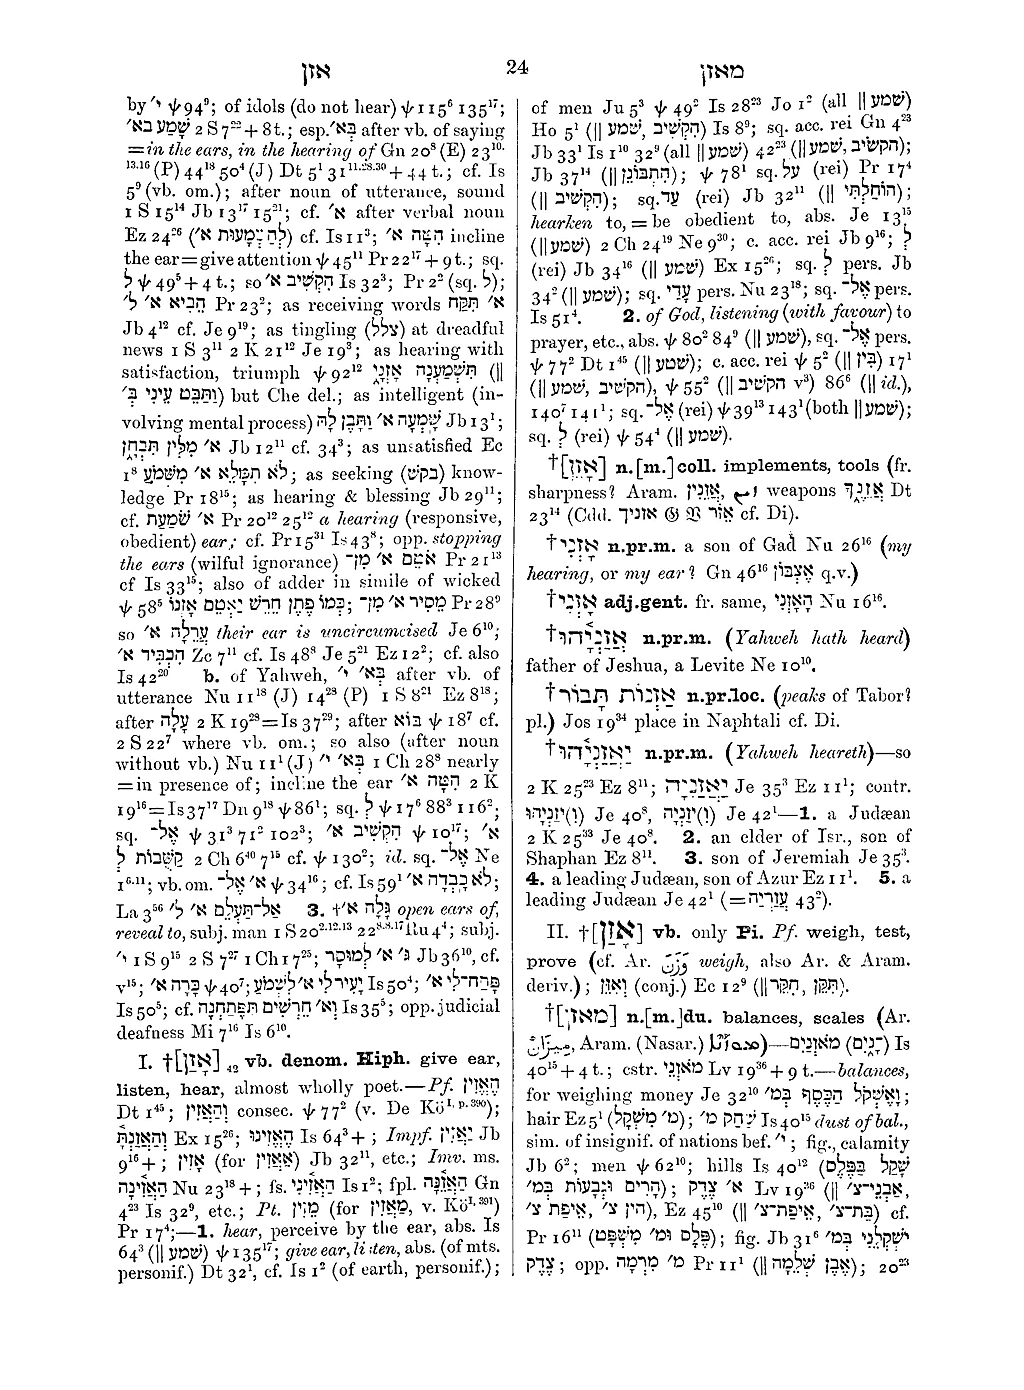 אזן 24 מאזן
by י׳ ψ 94⁹; of idols (do not hear) ψ 115⁶ 135¹⁷;
שָׁמַע בא׳ 2 S 7²² + 8 t.; esp. בְּא׳ after vb. of saying
= in the ears, in the hearing of Gn 20⁸ (E) 23¹⁰·
¹³·¹⁶ (P) 44¹⁸ 50⁴ (J) Dt 5¹ 31¹¹·²⁸·³⁰ + 44 t.; cf. Is
5⁹ (vb. om.); after noun of utterance, sound
1 S 15¹⁴ Jb 13¹⁷ 15²¹; cf. א׳ after verbal noun
Ez 24²⁶ (לְהַשְׁמָעוּת א׳) cf. Is 11³; הִטָּה א׳ incline
the ear = give attention ψ 45¹¹ Pr 22¹⁷ + 9 t.; sq.
לְ ψ 49⁵ + 4 t.; so הִקְשִׁיב א׳ Is 32³; Pr 2² (sq. לְ);
הֵבִיא א׳ לְ׳ Pr 23²; as receiving words תִּקַּח א׳
Jb 4¹² cf. Je 9¹⁹; as tingling (צלל) at dreadful
news 1 S 3¹¹ 2 K 21¹² Je 19³; as hearing with
satisfaction, triumph ψ 92¹² תִּשְׁמַעְנָה אָזְנָי (||
וַתַּבֵּט עֵינִי בְּ׳) but Che del.; as intelligent (in-
volving mental process) שָֽׁמְעָה א׳ וַתָּבֶן לָהּ Jb 13¹;
א׳ מִלִּין תִּבְחָן Jb 12¹¹ cf. 34³; as unsatisfied Ec
1⁸ לֹא תִמָּלֵא א׳ מִשְּׁמֹעַ; as seeking (בקשׁ) know-
ledge Pr 18¹⁵; as hearing & blessing Jb 29¹¹;
cf. א׳ שֹׁמַעַת Pr 20¹² 25¹² a hearing (responsive,
obedient) ear; cf. Pr 15³¹ Is 43⁸; opp. stopping
the ears (wilful ignorance) אֹטֵם א׳ מִן־ Pr 21¹³
cf Is 33¹⁵; also of adder in simile of wicked
ψ 58⁵ כְּמוֹ פֶתֶן חֵרֵשׁ יַאְטֵם אָזְנוֹ; מֵסִיר א׳ מִן־ Pr 28⁹
so עֲרֵלָה א׳ their ear is uncircumcised Je 6¹⁰;
הִכְבִּיד א׳ Zc 7¹¹ cf. Is 48⁸ Je 5²¹ Ez 12²; cf. also
Is 42²⁰ b. of Yahweh, בְּא׳ י׳ after vb. of
utterance Nu 11¹⁸ (J) 14²⁸ (P) 1 S 8²¹ Ez 8¹⁸;
after עָלָה 2 K 19²⁸ = Is 37²⁹; after בּוֹא ψ 18⁷ cf.
2 S 22⁷ where vb. om.; so also (after noun
without vb.) Nu 11¹ (J) בְּא׳ י׳ 1 Ch 28⁸ nearly
= in presence of; incline the ear הִטָּה א׳ 2 K
19¹⁶ = Is 37¹⁷ Dn 9¹⁸ ψ 86¹; sq. לְ ψ 17⁶ 88³ 116²;
sq. אֶל־ ψ 31³ 71² 102³; הִקְשִׁיב א׳ ψ 10¹⁷; א׳
קַשֻּׁבוֹת לְ 2 Ch 6⁴⁰ 7¹⁵ cf. ψ 130²; id. sq. אֶל־ Ne
1⁶·¹¹; vb. om. א׳ אֶל־ ψ 34¹⁶; cf. Is 59¹ לֹא כָבְדָה א׳;
La 3⁵⁶ אַל־תַּעְלֵם א׳ לְ׳ 3. †גָּלָה א׳ open ears of,
reveal to, subj. man 1 S 20²·¹²·¹³ 22⁸·⁸·¹⁷ Ru 4⁴; subj.
י׳ 1 S 9¹⁵ 2 S 7²⁷ 1 Ch 17²⁵; גּ׳ א׳ לְמוּסָר Jb 36¹⁰, cf.
v¹⁵; כָּרָה א׳ ψ 40⁷; יָעִיר לִי א׳ לִשְׁמֹעַ Is 50⁴; פָּתַח־לִי א׳
Is 50⁵; cf. וְא׳ חֵרְשִׁים תִּפָּתַחְנָה Is 35⁵; opp. judicial
deafness Mi 7¹⁶ Is 6¹⁰.
I. †[אָזַן]₄₂ vb. denom. Hiph. give ear,
listen, hear, almost wholly poet.—Pf. הֶאֱזִין
Dt 1⁴⁵; וְהַאֲזִין consec. ψ 77² (v. De Kö I, p. 390);
וְהַאֲזַנְתָּ Ex 15²⁶; הֶאֱזִינוּ Is 64³ +; Impf. יַאֲזִין Jb
9¹⁶ +; אָזִין (for אַאֲזִין) Jb 32¹¹, etc.; Imv. ms.
הַאֲזִינָה Nu 23¹⁸ +; fs. הַאֲזִינִי Is 1²; fpl. הַאְזֵנָּה Gn
4²³ Is 32⁹, etc.; Pt. מֵזִין (for מַאֲזִין, v. Kö I. 391)
Pr 17⁴;—1. hear, perceive by the ear, abs. Is
64³ (|| שׁמע) ψ 135¹⁷; give ear, listen, abs. (of mts.
personif.) Dt 32¹, cf. Is 1² (of earth, personif.);
of men Ju 5³ ψ 49² Is 28²³ Jo 1² (all || שׁמע)
Ho 5¹ (|| שׁמע, הִקְשִׁיב) Is 8⁹; sq. acc. rei Gn 4²³
Jb 33¹ Is 1¹⁰ 32⁹ (all || שׁמע) 42²³ (|| שׁמע, הקשׁיב);
Jb 37¹⁴ (|| הִתְבּוֹנֵן); ψ 78¹ sq. עַל (rei) Pr 17⁴
(|| הִקְשִׁיב); sq. עַד (rei) Jb 32¹¹ (|| הוֹחַלְתִּי);
hearken to, = be obedient to, abs. Je 13¹⁵
(|| שׁמע) 2 Ch 24¹⁹ Ne 9³⁰; c. acc. rei Jb 9¹⁶; לְ
(rei) Jb 34¹⁶ (|| שׁמע) Ex 15²⁶; sq. לְ pers. Jb
34² (|| שׁמע); sq. עָדַי pers. Nu 23¹⁸; sq. אֶל־ pers.
Is 51⁴. 2. of God, listening (with favour) to
prayer, etc., abs. ψ 80² 84⁹ (|| שׁמע), sq. אֶל־ pers.
ψ 77² Dt 1⁴⁵ (|| שׁמע); c. acc. rei ψ 5² (|| בִּין) 17¹
(|| שׁמע, הקשׁיב), ψ 55² (|| הקשׁיב v³) 86⁶ (|| id.),
140⁷ 141¹; sq. אֶל־ (rei) ψ 39¹³ 143¹ (both || שׁמע);
sq. לְ (rei) ψ 54⁴ (|| שׁמע).
†[אָזֵן] n.[m.] coll. implements, tools (fr.
sharpness? Aram. אֲזֵנִין, weapons אֲזֵנֶךָ Dt
23¹⁴ (Cdd. אזניך 𝔊 𝔙 אוֹר cf. Di).
†אָזְנִי n.pr.m. a son of Gad Nu 26¹⁶ (my
hearing, or my ear? Gn 46¹⁶ אֶצְבּוֹן q.v.)
†אָזְנִי adj.gent. fr. same, הָאָזְנִי Nu 16¹⁶.
†אֲזַנְיָהוּ n.pr.m. (Yahweh hath heard)
father of Jeshua, a Levite Ne 10¹⁰.
†אַזְנוֹת תָּבוֹר n.pr.loc. (peaks of Tabor?
pl.) Jos 19³⁴ place in Naphtali cf. Di.
†יַאֲזַנְיָהוּ n.pr.m. (Yahweh heareth)—so
2 K 25²³ Ez 8¹¹; יַאֲזַנְיָה Je 35³ Ez 11¹; contr.
(וִ)יזַנְיָהוּ Je 40⁸, (וִ)יזַנְיָה Je 42¹—1. a Judæan
2 K 25³³ Je 40⁸. 2. an elder of Isr., son of
Shaphan Ez 8¹¹. 3. son of Jeremiah Je 35³.
4. a leading Judæan, son of Azur Ez 11¹. 5. a
leading Judæan Je 42¹ (= עֲזַרְיָה 43²).
II. †[אָזַן] vb. only Pi. Pf. weigh, test,
prove (cf. Ar. وَزَنَ weigh, also Ar. & Aram.
deriv.); וְאִזֵּן (conj.) Ec 12⁹ (|| חִקֵּר, תִּקֵּן).
†[מֹאזֵן] n.[m.]du. balances, scales (Ar.
مِيزَان, Aram. (Nasar.))—מֹאזְנַיִם (־ָנָיִם) Is
40¹⁵ + 4 t.; cstr. מֹאזְנֵי Lv 19³⁶ + 9 t.—balances,
for weighing money Je 32¹⁰ וָאֶשְׁקֹל הַכֶּסֶף בְּמ׳;
hair Ez 5¹ (מ׳ מִשְׁקָל); שַׁחַק מ׳ Is 40¹⁵ dust of bal.,
sim. of insignif. of nations bef. י׳; fig., calamity
Jb 6²; men ψ 62¹⁰; hills Is 40¹² (שָׁקַל בַּפֶּלֶס
הָרִים וּגְבָעוֹת בְּמ׳); א׳ צֶדֶק Lv 19³⁶ (|| אַבְנֵי־צ׳,
אֵיפַת צ׳, הִין צ׳), Ez 45¹⁰ (|| אֵיפַת־צ׳, בַּת־צ׳) cf.
Pr 16¹¹ (פֶּלֶס וּמ׳ מִשְׁפָּט); fig. Jb 31⁶ יִשְׁקְלֵנִי בְּמ׳
צֶדֶק; opp. מ׳ מִרְמָה Pr 11¹ (|| אֶבֶן שְׁלֵמָה); 20²³